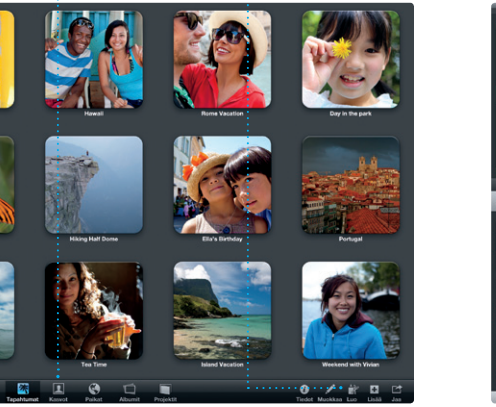 Hawaii Rome Vacation Day in the park
Hiking Half Dome Ella's Birthday Portugal
Tea Time Island Vacation Weekend with Vivian
Tapahtumat Kasvot Paikat Albumit Projektit Tiedot Muokkaa Luo Lisää Jaa